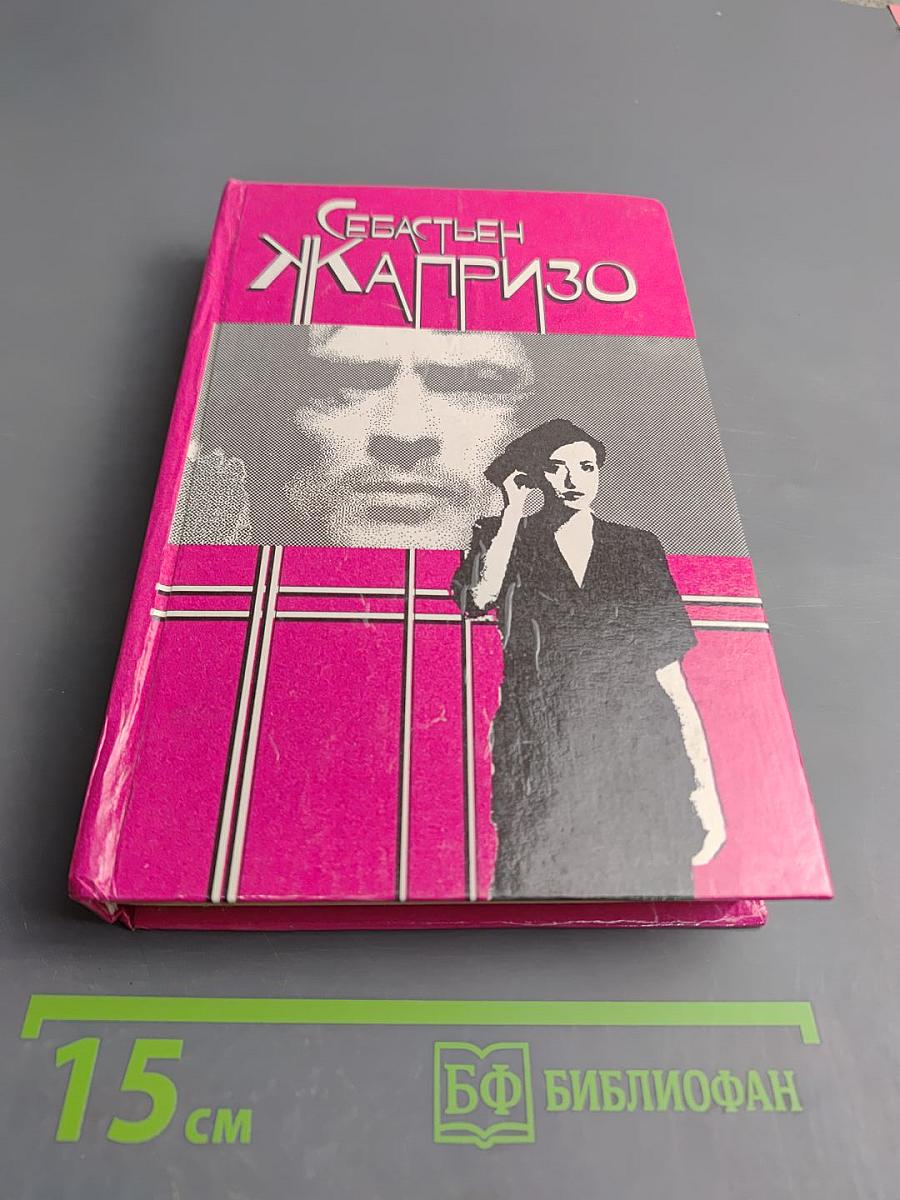 Себастьен
Жапризо
15 см
БФ БИБЛИОФАН